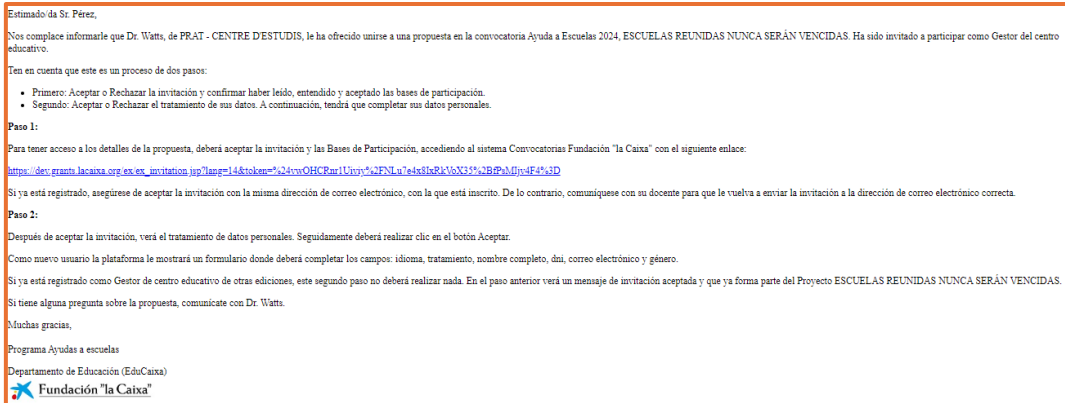 Estimado/da Sr. Pérez,
Nos complace informarle que Dr. Watts, de PRAT - CENTRE D'ESTUDIS, le ha ofrecido unirse a una propuesta en la convocatoria Ayuda a Escuelas 2024, ESCUELAS REUNIDAS NUNCA SERÁN VENCIDAS. Ha sido invitado a participar como Gestor del centro
educativo.
Ten en cuenta que este es un proceso de dos pasos:
• Primero: Aceptar o Rechazar la invitación y confirmar haber leído, entendido y aceptado las bases de participación.
• Segundo: Aceptar o Rechazar el tratamiento de sus datos. A continuación, tendrá que completar sus datos personales.
Paso 1:
Para tener acceso a los detalles de la propuesta, deberá aceptar la invitación y las Bases de Participación, accediendo al sistema Convocatorias Fundación "la Caixa" con el siguiente enlace:
https://dev.grants.lacaixa.org/ex/ex_invitation.jsp?lang=14&token=%24vwOHCRnr1Uiviy%2FNLu7e4x8IxRkVoX35%2BfPsMIjv4F4%3D
Si ya está registrado, asegúrese de aceptar la invitación con la misma dirección de correo electrónico, con la que está inscrito. De lo contrario, comuníquese con su docente para que le vuelva a enviar la invitación a la dirección de correo electrónico correcta.
Paso 2:
Después de aceptar la invitación, verá el tratamiento de datos personales. Seguidamente deberá realizar clic en el botón Aceptar.
Como nuevo usuario la plataforma le mostrará un formulario donde deberá completar los campos: idioma, tratamiento, nombre completo, dni, correo electrónico y género.
Si ya está registrado como Gestor de centro educativo de otras ediciones, este segundo paso no deberá realizar nada. En el paso anterior verá un mensaje de invitación aceptada y que ya forma parte del Proyecto ESCUELAS REUNIDAS NUNCA SERÁN VENCIDAS.
Si tiene alguna pregunta sobre la propuesta, comunícate con Dr. Watts.
Muchas gracias,
Programa Ayudas a escuelas
Departamento de Educación (EduCaixa)
Fundación "la Caixa"